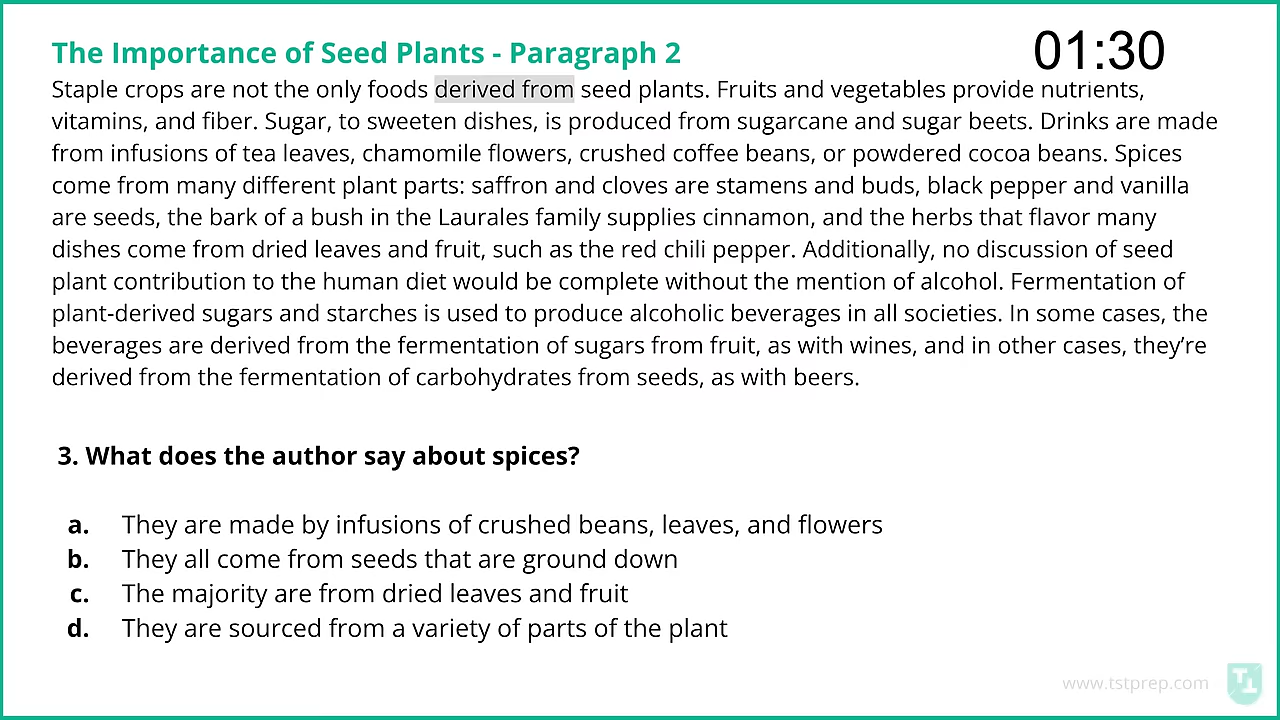 The Importance of Seed Plants - Paragraph 2
01:30
Staple crops are not the only foods derived from seed plants. Fruits and vegetables provide nutrients,
vitamins, and fiber. Sugar, to sweeten dishes, is produced from sugarcane and sugar beets. Drinks are made
from infusions of tea leaves, chamomile flowers, crushed coffee beans, or powdered cocoa beans. Spices
come from many different plant parts: saffron and cloves are stamens and buds, black pepper and vanilla
are seeds, the bark of a bush in the Laurales family supplies cinnamon, and the herbs that flavor many
dishes come from dried leaves and fruit, such as the red chili pepper. Additionally, no discussion of seed
plant contribution to the human diet would be complete without the mention of alcohol. Fermentation of
plant-derived sugars and starches is used to produce alcoholic beverages in all societies. In some cases, the
beverages are derived from the fermentation of sugars from fruit, as with wines, and in other cases, they’re
derived from the fermentation of carbohydrates from seeds, as with beers.
3. What does the author say about spices?
a. They are made by infusions of crushed beans, leaves, and flowers
b. They all come from seeds that are ground down
c. The majority are from dried leaves and fruit
d. They are sourced from a variety of parts of the plant
www.tstprep.com